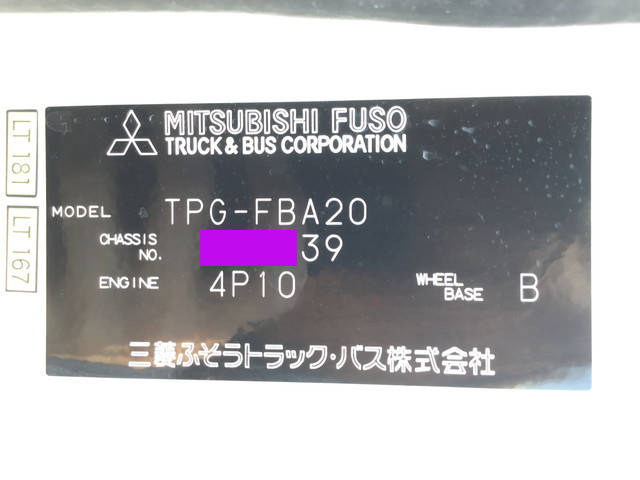 MITSUBISHI FUSO
TRUCK & BUS CORPORATION
MODEL TPG-FBA20
CHASSIS NO. 39
ENGINE 4P10
WHEEL BASE B
三菱ふそうトラック・バス株式会社
LT 181
LT 167